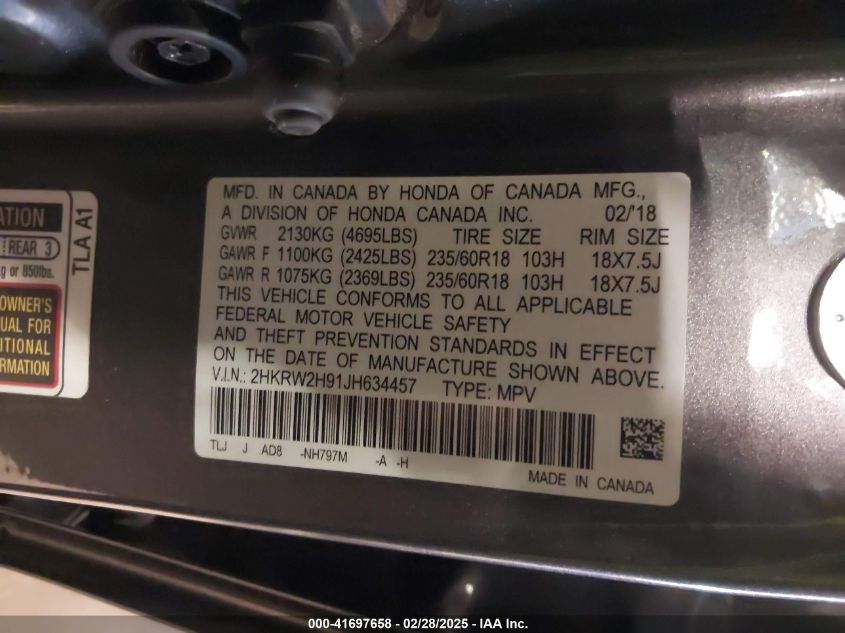 ATION
REAR 3
kg or 850lbs.
OWNER'S
UAL FOR
ITIONAL
ORMATION
TLA A1
MFD. IN CANADA BY HONDA OF CANADA MFG.,
A DIVISION OF HONDA CANADA INC. 02/'18
GVWR 2130KG (4695LBS) TIRE SIZE RIM SIZE
GAWR F 1100KG (2425LBS) 235/60R18 103H 18X7.5J
GAWR R 1075KG (2369LBS) 235/60R18 103H 18X7.5J
THIS VEHICLE CONFORMS TO ALL APPLICABLE
FEDERAL MOTOR VEHICLE SAFETY
AND THEFT PREVENTION STANDARDS IN EFFECT
ON THE DATE OF MANUFACTURE SHOWN ABOVE.
V.I.N.: 2HKRW2H91JH634457 TYPE: MPV
TLJ J AD8 -NH797M -A -H
MADE IN CANADA
000-41697658 / 02/28/2025 - IAA Inc.